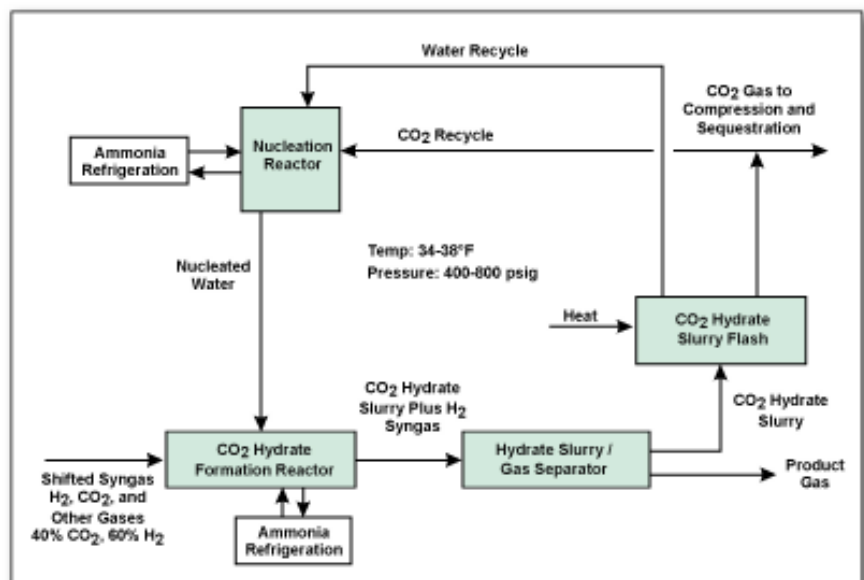 Water Recycle
CO2 Gas to
Compression and
Sequestration
Nucleation
Reactor
CO2 Recycle
Ammonia
Refrigeration
Temp: 34-38°F
Pressure: 400-800 psig
Nucleated
Water
Heat
CO2 Hydrate
Slurry Flash
CO2 Hydrate
Slurry Plus H2
Syngas
CO2 Hydrate
Slurry
CO2 Hydrate
Formation Reactor
Hydrate Slurry /
Gas Separator
Product
Gas
Shifted Syngas
H2, CO2, and
Other Gases
40% CO2, 60% H2
Ammonia
Refrigeration